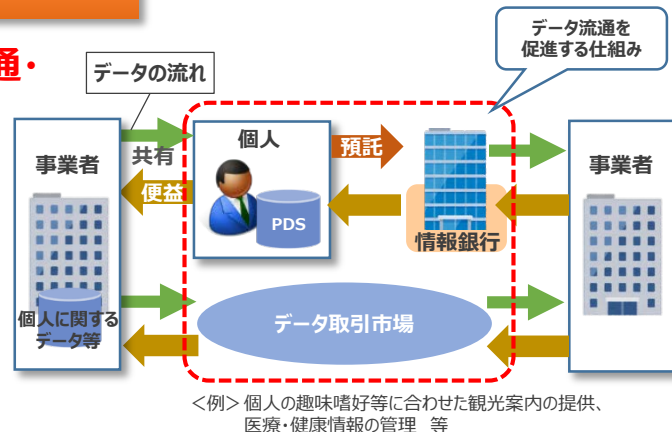 通・
データ流通を
促進する仕組み
データの流れ
事業者
共有
便益
個人
PDS
預託
情報銀行
事業者
個人に関する
データ等
データ取引市場
<例> 個人の趣味嗜好等に合わせた観光案内の提供、
医療・健康情報の管理 等